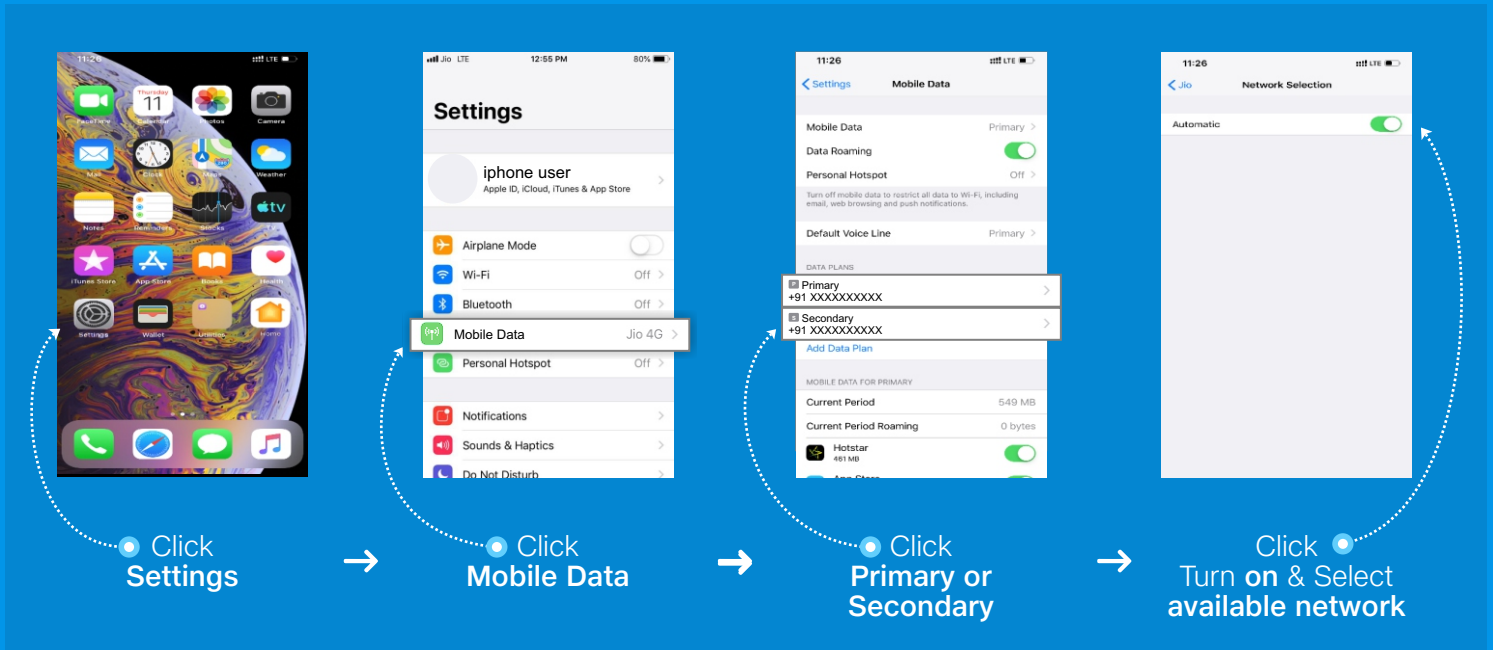 11:26
LTE
FaceTime
Thursday
11
Calendar
Photos
Camera
Mail
Clock
Maps
Weather
tv
Notes
Reminders
Stocks
iTunes Store
App Store
Books
Health
Settings
Wallet
Utilities
Home
Jio LTE 12:55 PM 80%
Settings
iphone user
Apple ID, iCloud, iTunes & App Store
Airplane Mode
Wi-Fi Off
Bluetooth Off
Mobile Data Jio 4G
Personal Hotspot Off
Notifications
Sounds & Haptics
Do Not Disturb
11:26 LTE
Settings Mobile Data
Mobile Data Primary
Data Roaming
Personal Hotspot Off
Turn off mobile data to restrict all data to Wi-Fi, including
email, web browsing and push notifications.
Default Voice Line Primary
DATA PLANS
P Primary
+91 XXXXXXXXXX
S Secondary
+91 XXXXXXXXXX
Add Data Plan
MOBILE DATA FOR PRIMARY
Current Period 549 MB
Current Period Roaming 0 bytes
Hotstar
461 MB
App Store
11:26 LTE
Jio Network Selection
Automatic
Click
Settings
Click
Mobile Data
Click
Primary or
Secondary
Click
Turn on & Select
available network